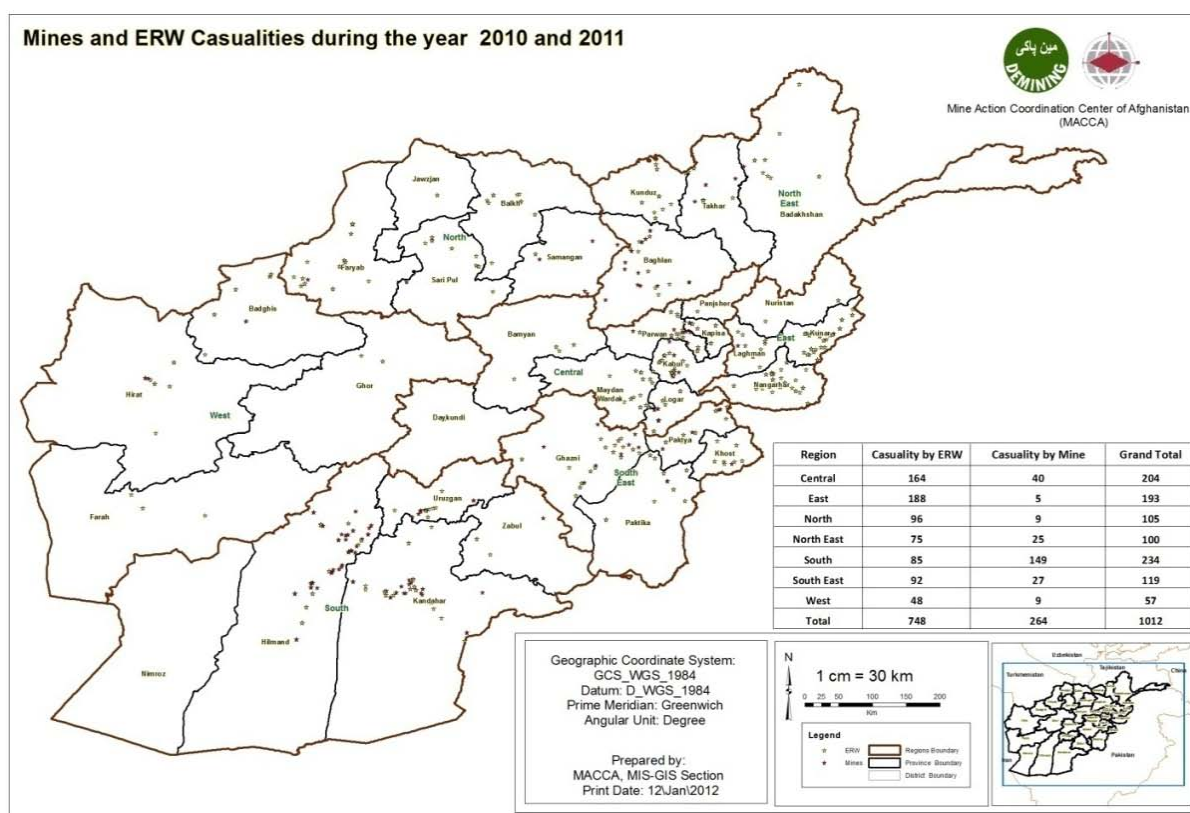 Mines and ERW Casualities during the year 2010 and 2011
مین پاکی
DEMINING
Mine Action Coordination Center of Afghanistan
(MACCA)
Jawzjan
Balkh
Kunduz
Takhar
North
East
Badakhshan
North
Faryab
Sari Pul
Samangan
Baghlan
Badghis
Panjsher
Nuristan
Bamyan
Parwan
Kapisa
East
Kunar
Laghman
Kabul
Hirat
Ghor
Central
Maydan
Wardak
Logar
Nangarhar
West
Daykundi
Ghazni
Paktya
Khost
South
East
Farah
Uruzgan
Zabul
Paktika
South
Kandahar
Hilmand
Nimroz
Region Casualty by ERW Casualty by Mine Grand Total
Central 164 40 204
East 188 5 193
North 96 9 105
North East 75 25 100
South 85 149 234
South East 92 27 119
West 48 9 57
Total 748 264 1012
Geographic Coordinate System:
GCS_WGS_1984
Datum: D_WGS_1984
Prime Meridian: Greenwich
Angular Unit: Degree
Prepared by:
MACCA, MIS-GIS Section
Print Date: 12\Jan\2012
N
1 cm = 30 km
0 25 50 100 150 200
Km
Legend
ERW Regions Boundary
Mines Province Boundary
District Boundary
Uzbekistan
Tajikistan
China
Turkmenistan
Pakistan